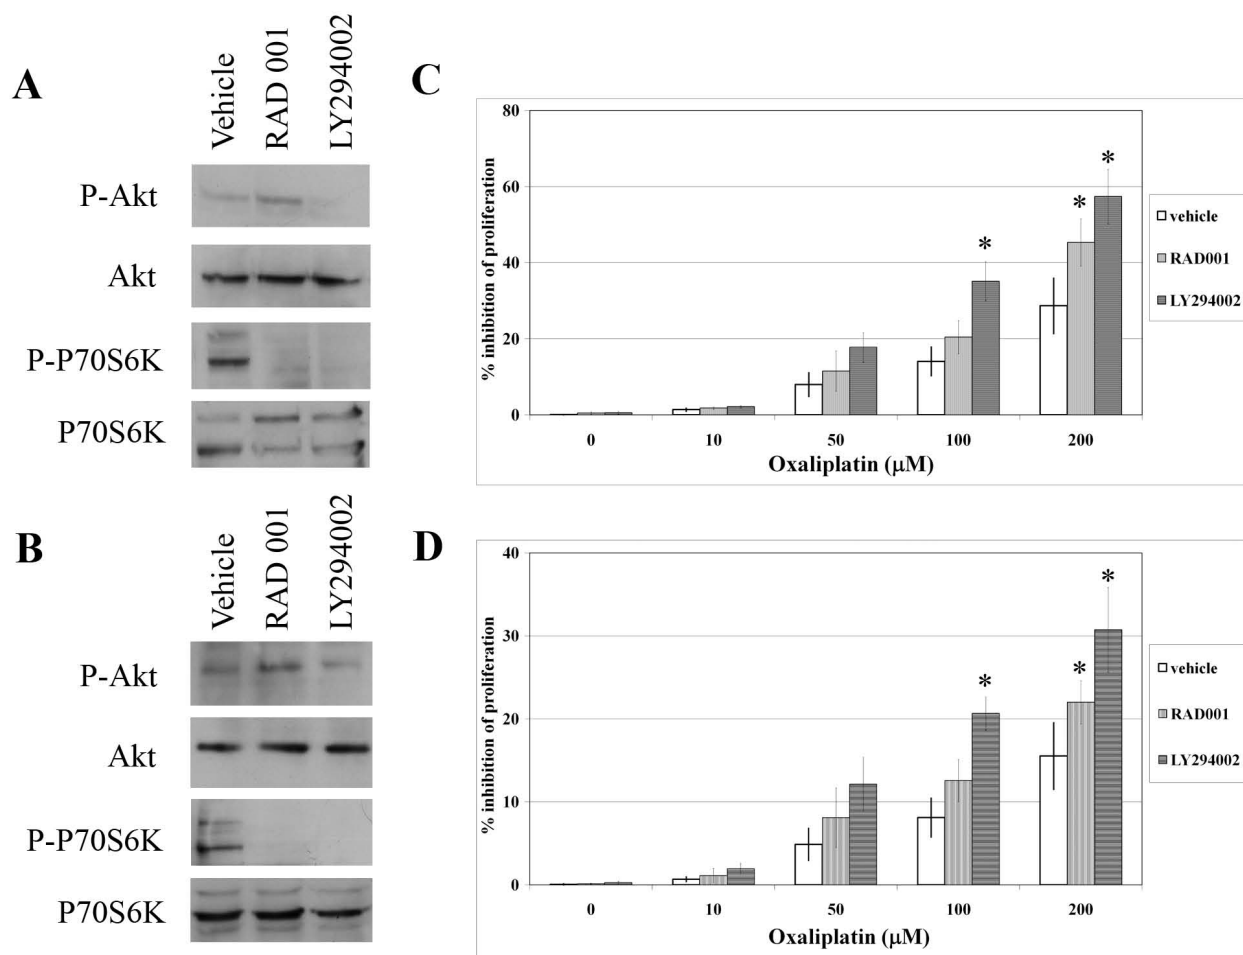 A
Vehicle
RAD 001
LY294002
P-Akt
Akt
P-P70S6K
P70S6K
B
Vehicle
RAD 001
LY294002
P-Akt
Akt
P-P70S6K
P70S6K
C
% inhibition of proliferation
80
60
40
20
0
* * *
0 10 50 100 200
Oxaliplatin (μM)
vehicle
RAD001
LY294002
D
% inhibition of proliferation
40
30
20
10
0
* * *
0 10 50 100 200
Oxaliplatin (μM)
vehicle
RAD001
LY294002